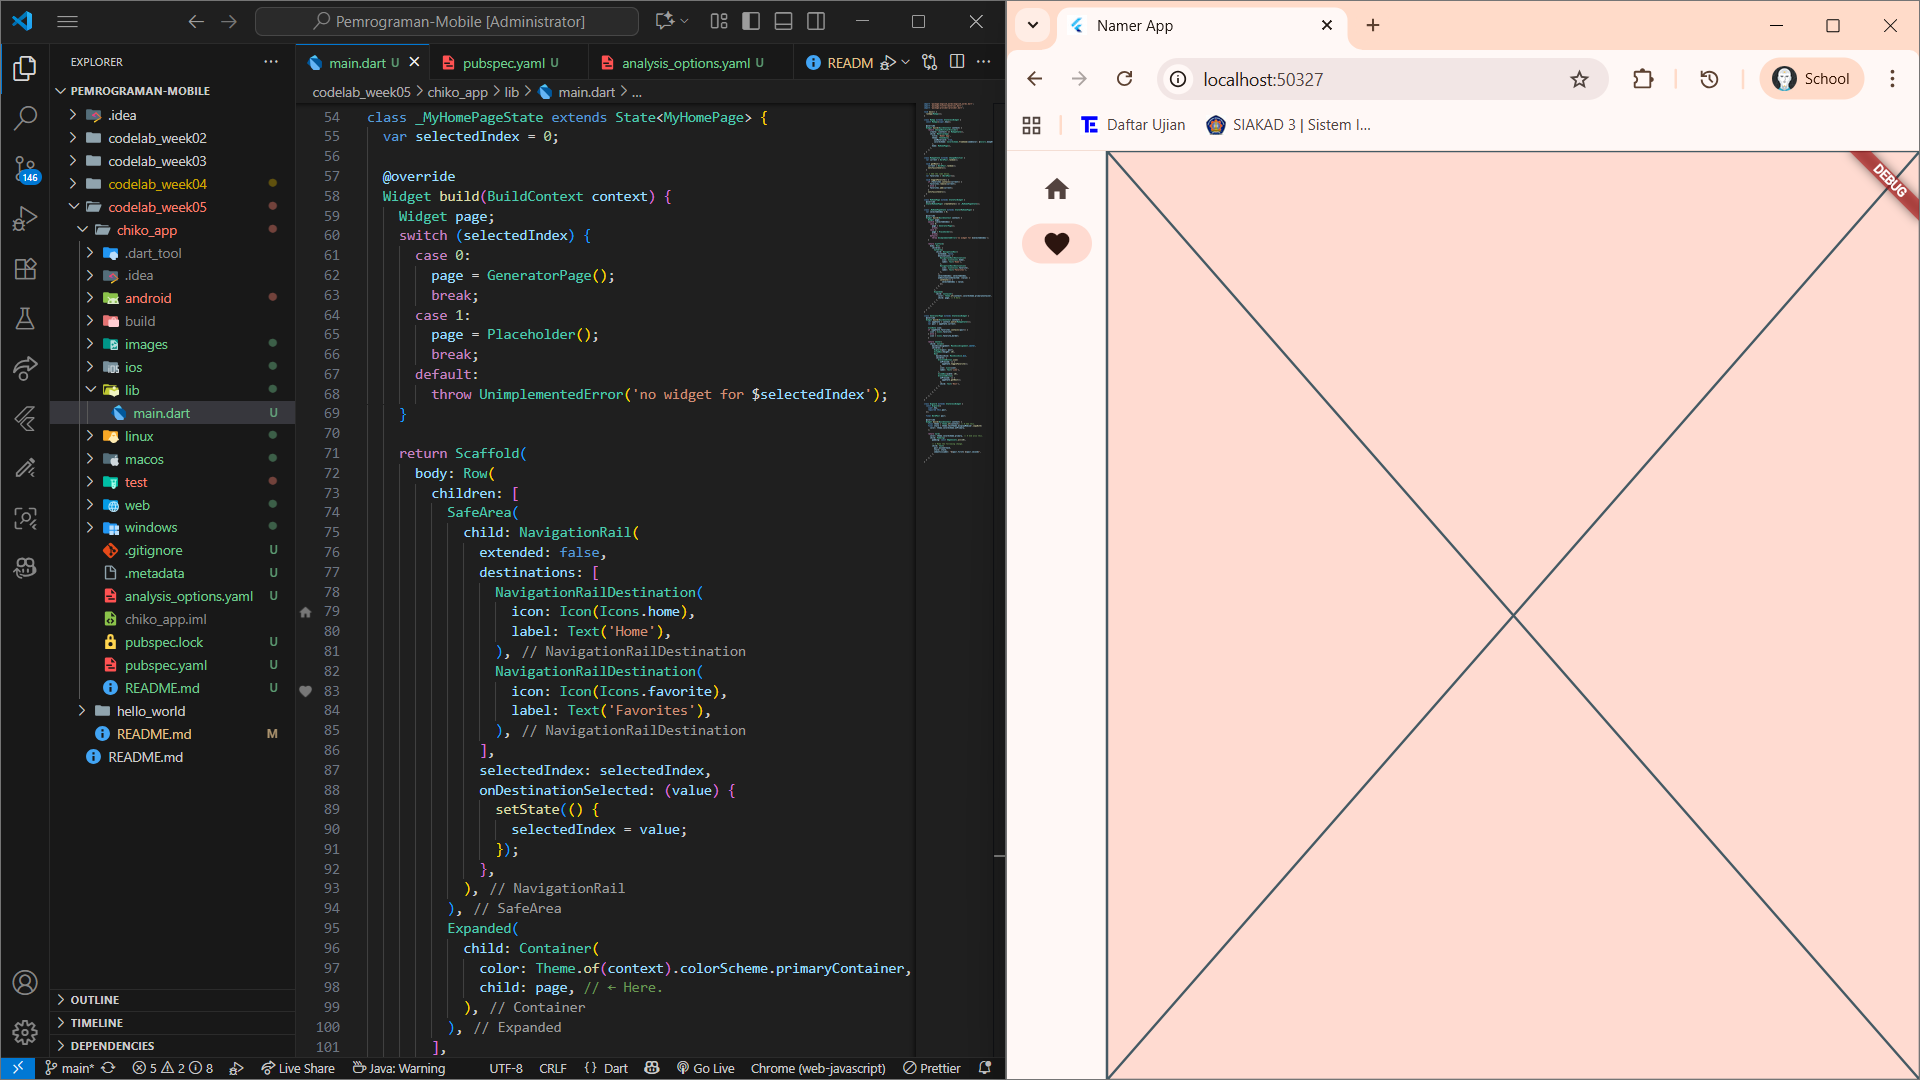 Pemrograman-Mobile [Administrator]
EXPLORER
PEMROGRAMAN-MOBILE
.idea
codelab_week02
codelab_week03
codelab_week04
codelab_week05
chiko_app
.dart_tool
.idea
android
build
images
ios
lib
main.dart U
linux
macos
test
web
windows
.gitignore U
.metadata U
analysis_options.yaml U
chiko_app.iml
pubspec.lock U
pubspec.yaml U
README.md U
hello_world
README.md M
README.md
OUTLINE
TIMELINE
DEPENDENCIES
146
main.dart U
pubspec.yaml U
analysis_options.yaml U
READM
codelab_week05 > chiko_app > lib > main.dart > ...
54 class _MyHomePageState extends State<MyHomePage> {
55 var selectedIndex = 0;
56
57 @override
58 Widget build(BuildContext context) {
59 Widget page;
60 switch (selectedIndex) {
61 case 0:
62 page = GeneratorPage();
63 break;
64 case 1:
65 page = Placeholder();
66 break;
67 default:
68 throw UnimplementedError('no widget for $selectedIndex');
69 }
70
71 return Scaffold(
72 body: Row(
73 children: [
74 SafeArea(
75 child: NavigationRail(
76 extended: false,
77 destinations: [
78 NavigationRailDestination(
79 icon: Icon(Icons.home),
80 label: Text('Home'),
81 ), // NavigationRailDestination
82 NavigationRailDestination(
83 icon: Icon(Icons.favorite),
84 label: Text('Favorites'),
85 ), // NavigationRailDestination
86 ],
87 selectedIndex: selectedIndex,
88 onDestinationSelected: (value) {
89 setState(() {
90 selectedIndex = value;
91 });
92 },
93 ), // NavigationRail
94 ), // SafeArea
95 Expanded(
96 child: Container(
97 color: Theme.of(context).colorScheme.primaryContainer,
98 child: page, // ← Here.
99 ), // Container
100 ), // Expanded
101 ],
main* 5 2 8 Live Share Java: Warning UTF-8 CRLF {} Dart Go Live Chrome (web-javascript) Prettier
Namer App
localhost:50327
School
Daftar Ujian
SIAKAD 3 | Sistem I...
DEBUG